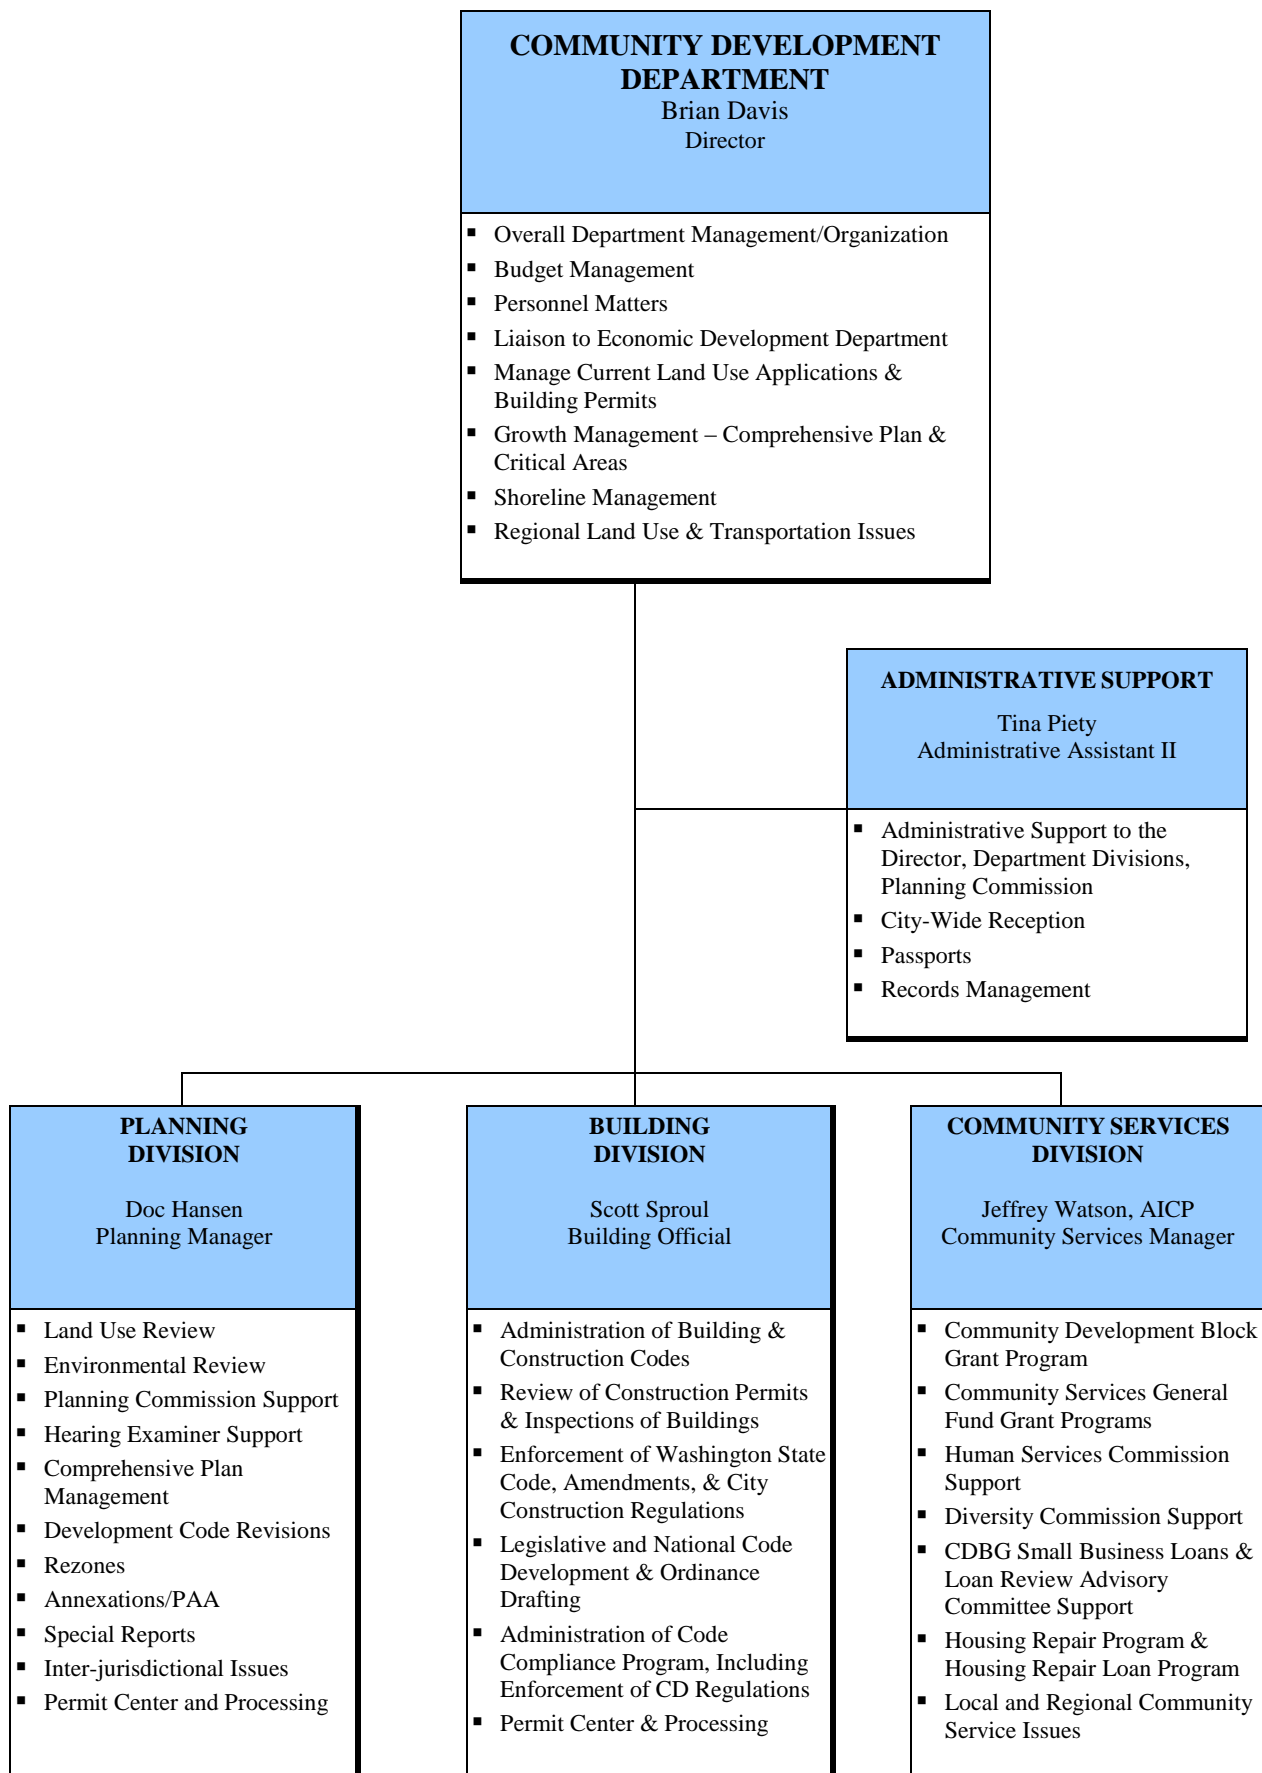 COMMUNITY DEVELOPMENT
DEPARTMENT
Brian Davis
Director
▪ Overall Department Management/Organization
▪ Budget Management
▪ Personnel Matters
▪ Liaison to Economic Development Department
▪ Manage Current Land Use Applications &
Building Permits
▪ Growth Management – Comprehensive Plan &
Critical Areas
▪ Shoreline Management
▪ Regional Land Use & Transportation Issues
ADMINISTRATIVE SUPPORT
Tina Piety
Administrative Assistant II
▪ Administrative Support to the
Director, Department Divisions,
Planning Commission
▪ City-Wide Reception
▪ Passports
▪ Records Management
PLANNING
DIVISION
Doc Hansen
Planning Manager
▪ Land Use Review
▪ Environmental Review
▪ Planning Commission Support
▪ Hearing Examiner Support
▪ Comprehensive Plan
Management
▪ Development Code Revisions
▪ Rezones
▪ Annexations/PAA
▪ Special Reports
▪ Inter-jurisdictional Issues
▪ Permit Center and Processing
BUILDING
DIVISION
Scott Sproul
Building Official
▪ Administration of Building &
Construction Codes
▪ Review of Construction Permits
& Inspections of Buildings
▪ Enforcement of Washington State
Code, Amendments, & City
Construction Regulations
▪ Legislative and National Code
Development & Ordinance
Drafting
▪ Administration of Code
Compliance Program, Including
Enforcement of CD Regulations
▪ Permit Center & Processing
COMMUNITY SERVICES
DIVISION
Jeffrey Watson, AICP
Community Services Manager
▪ Community Development Block
Grant Program
▪ Community Services General
Fund Grant Programs
▪ Human Services Commission
Support
▪ Diversity Commission Support
▪ CDBG Small Business Loans &
Loan Review Advisory
Committee Support
▪ Housing Repair Program &
Housing Repair Loan Program
▪ Local and Regional Community
Service Issues